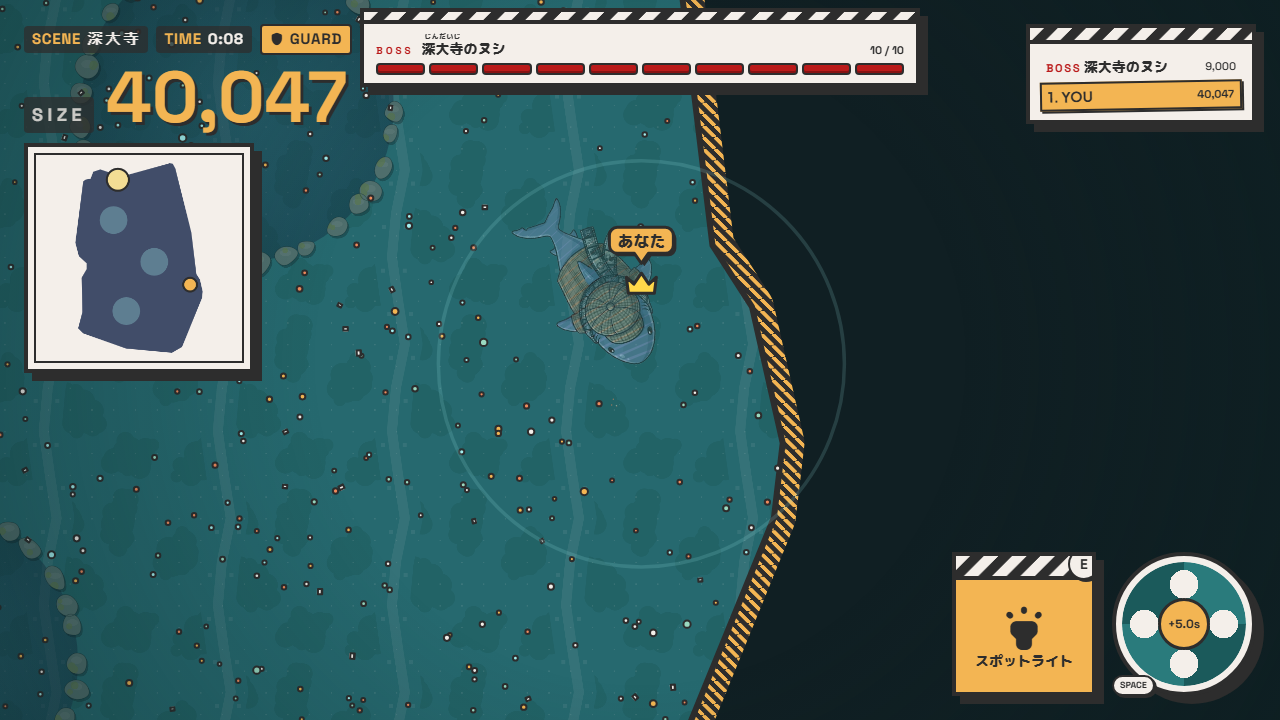 SCENE 深大寺 TIME 0:08 GUARD
SIZE 40,047
じんだいじ
BOSS 深大寺のヌシ 10 / 10
BOSS 深大寺のヌシ 9,000
1. YOU 40,047
あなた
E
スポットライト
+5.0s
SPACE